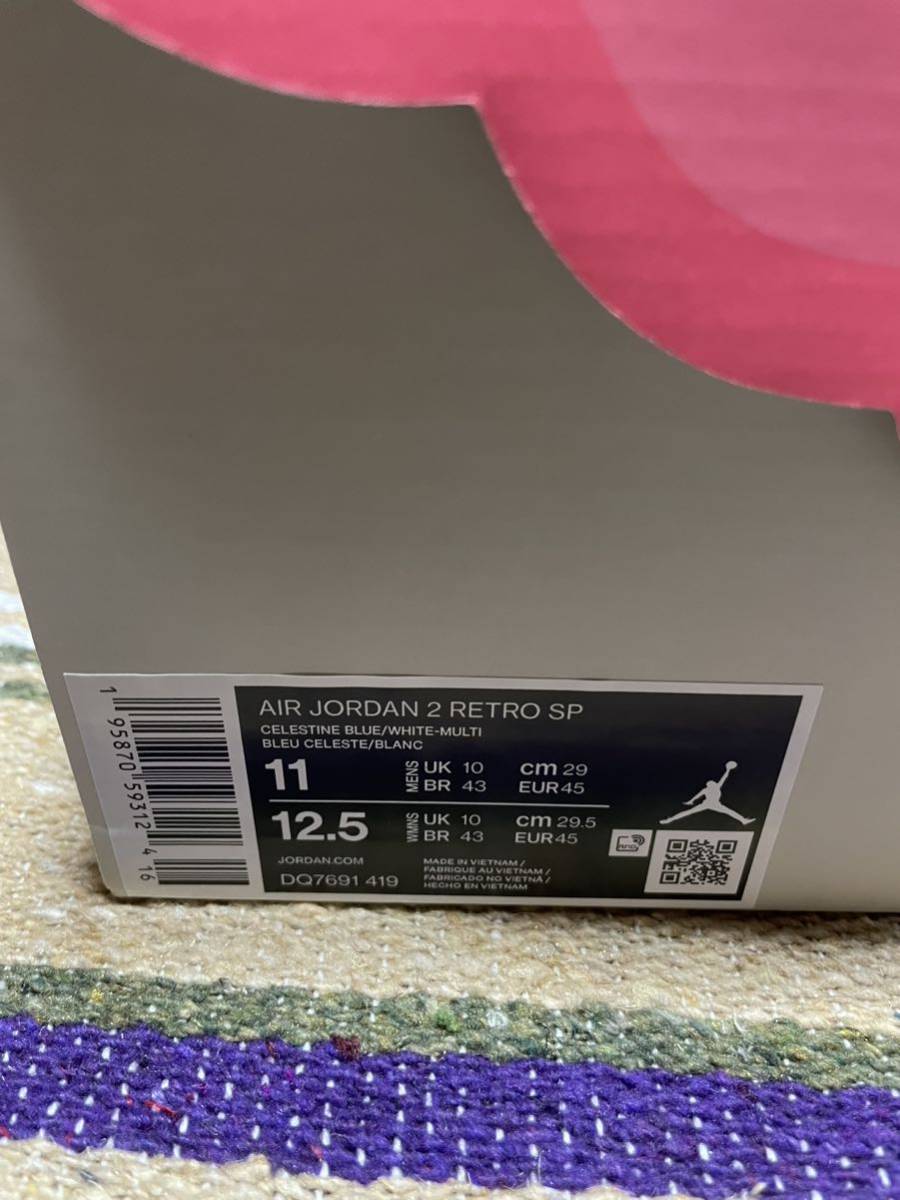 1 95870 59312 4 16
AIR JORDAN 2 RETRO SP
CELESTINE BLUE/WHITE-MULTI
BLEU CELESTE/BLANC
11 MENS UK 10 cm 29
BR 43 EUR 45
12.5 WMNS UK 10 cm 29.5
BR 43 EUR 45
JORDAN.COM
DQ7691 419
MADE IN VIETNAM /
FABRIQUE AU VIETNAM /
FABRICADO NO VIETNÃ /
HECHO EN VIETNAM
RFID